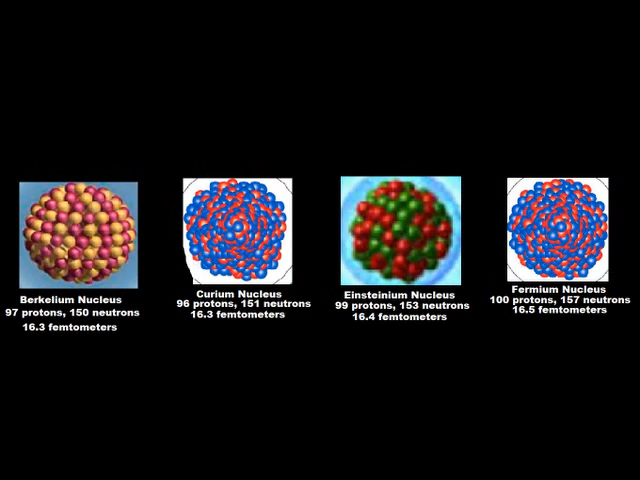 Berkelium Nucleus
97 protons, 150 neutrons
16.3 femtometers
Curium Nucleus
96 protons, 151 neutrons
16.3 femtometers
Einsteinium Nucleus
99 protons, 153 neutrons
16.4 femtometers
Fermium Nucleus
100 protons, 157 neutrons
16.5 femtometers